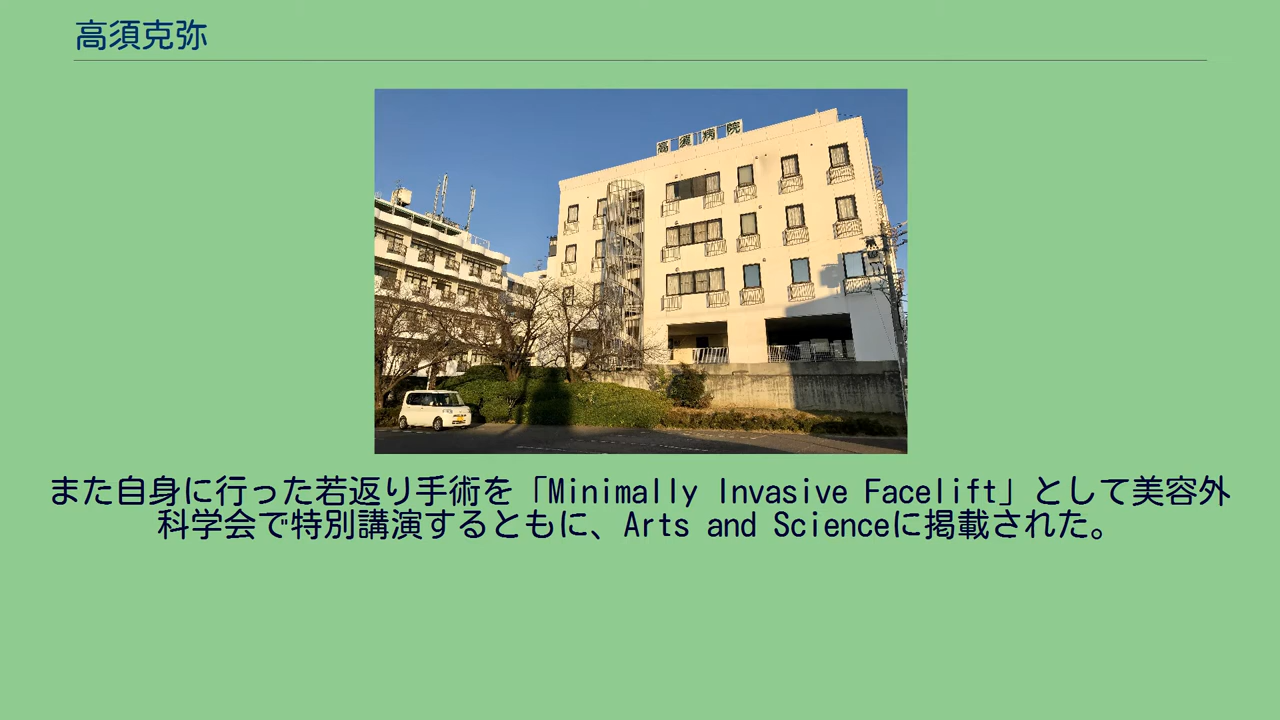 高須克弥
高須病院
また自身に行った若返り手術を「Minimally Invasive Facelift」として美容外
科学会で特別講演するともに、Arts and Scienceに掲載された。